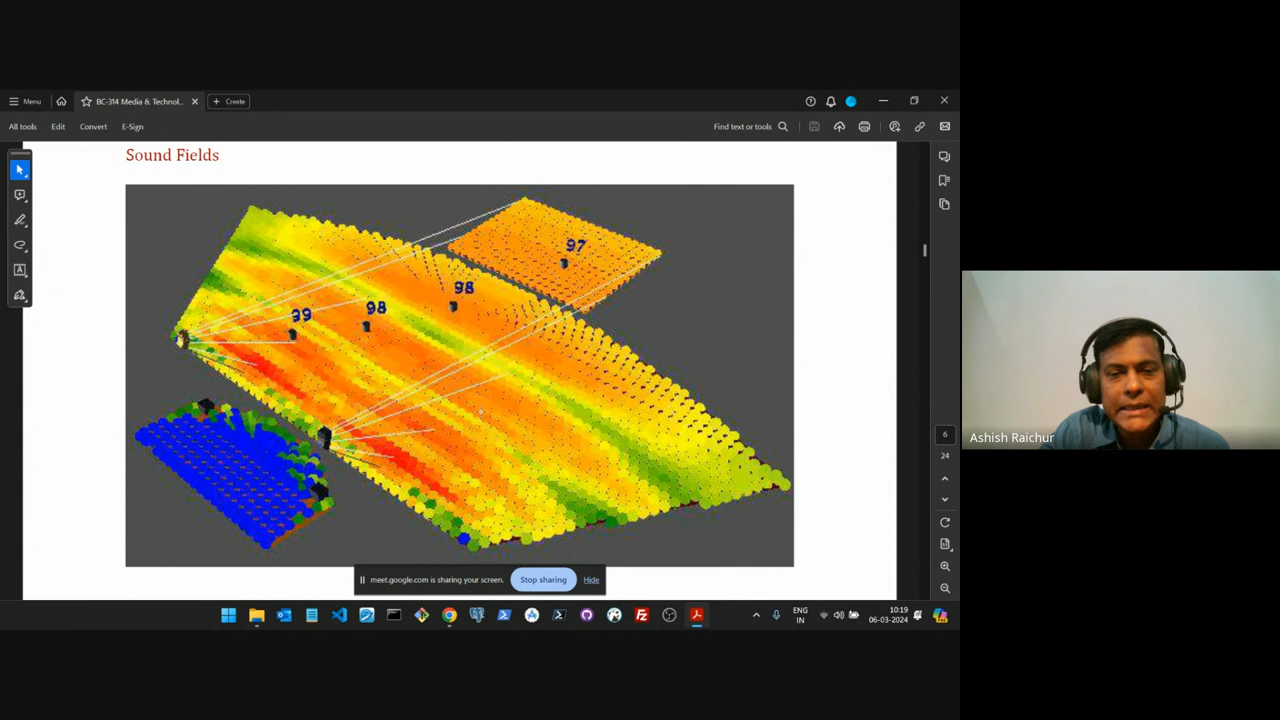 Menu
BC-314 Media & Technol...
Create
All tools
Edit
Convert
E-Sign
Find text or tools
Sound Fields
97
98
98
99
6
24
meet.google.com is sharing your screen.
Stop sharing
Hide
ENG
IN
10:19
06-03-2024
Ashish Raichur